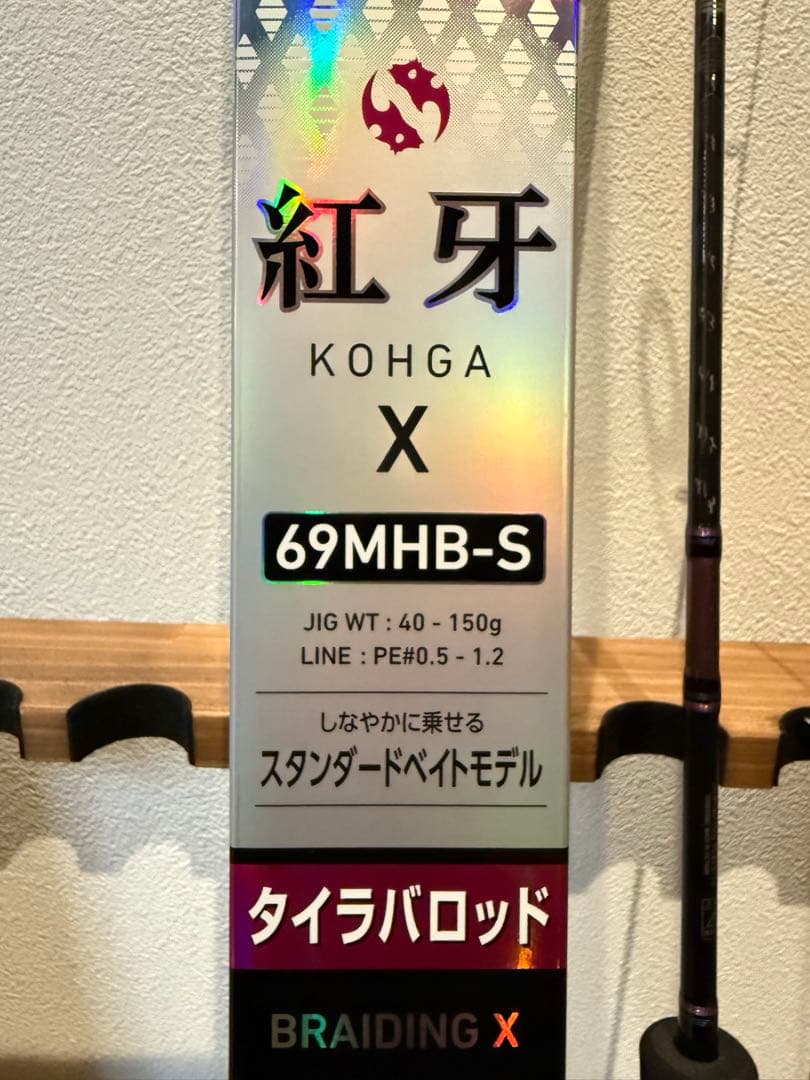 紅牙
KOHGA
X
69MHB-S
JIG WT : 40 - 150g
LINE : PE#0.5 - 1.2
しなやかに乗せる
スタンダードベイトモデル
タイラバロッド
BRAIDING X